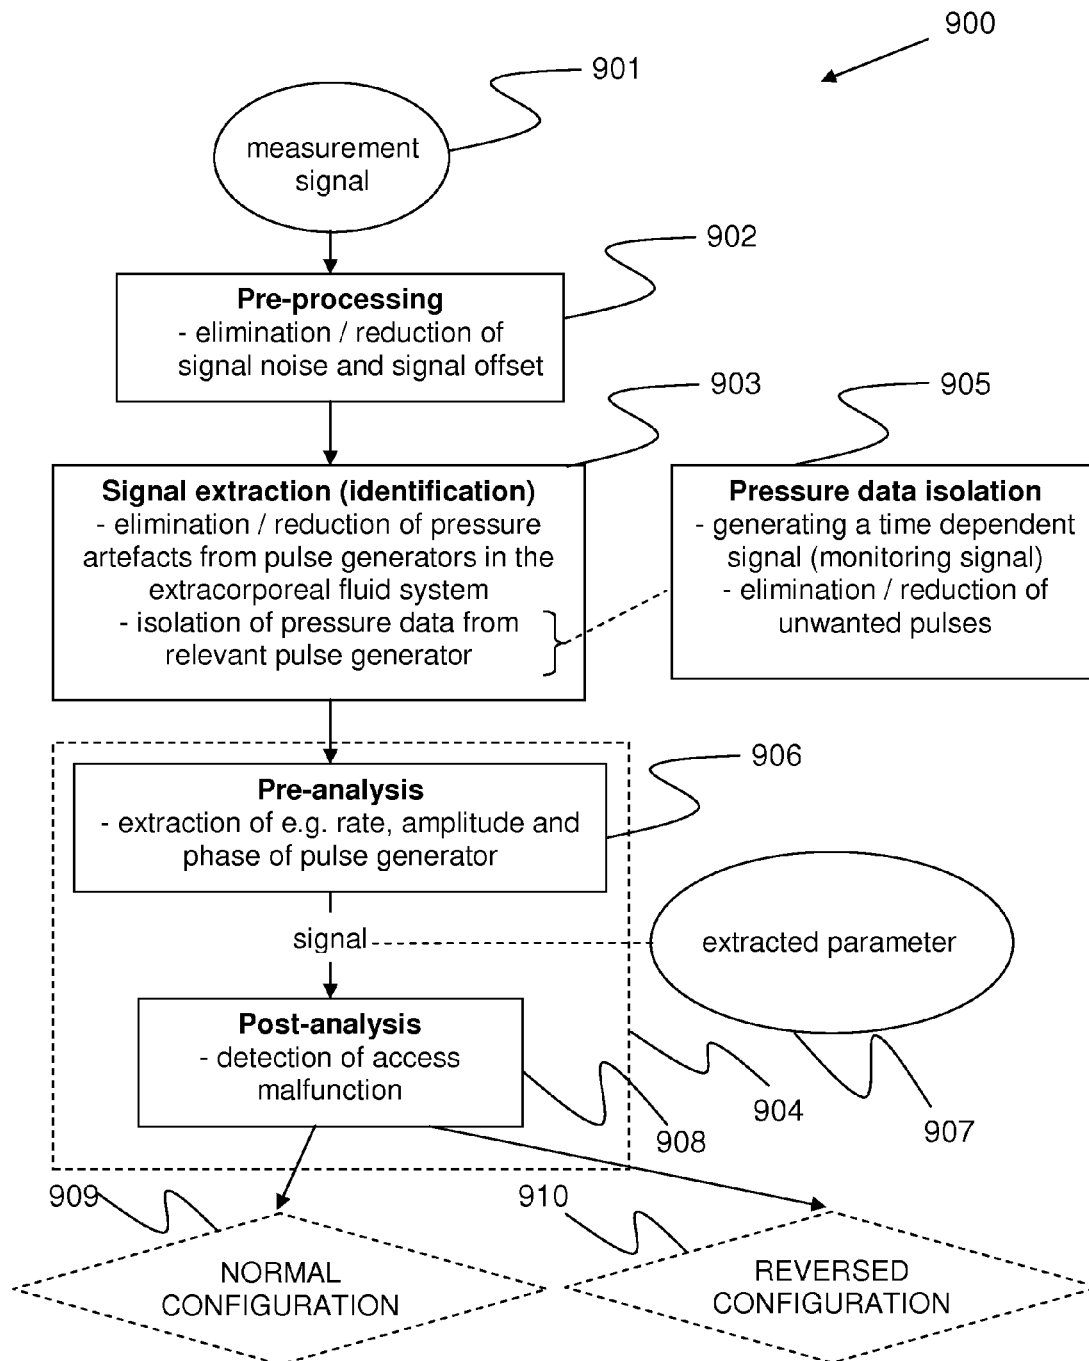 900
901
measurement
signal
902
Pre-processing
- elimination / reduction of
signal noise and signal offset
903
905
Signal extraction (identification)
- elimination / reduction of pressure
artefacts from pulse generators in the
extracorporeal fluid system
- isolation of pressure data from
relevant pulse generator
Pressure data isolation
- generating a time dependent
signal (monitoring signal)
- elimination / reduction of
unwanted pulses
906
Pre-analysis
- extraction of e.g. rate, amplitude and
phase of pulse generator
signal
extracted parameter
Post-analysis
- detection of access
malfunction
904
907
908
909
910
NORMAL
CONFIGURATION
REVERSED
CONFIGURATION